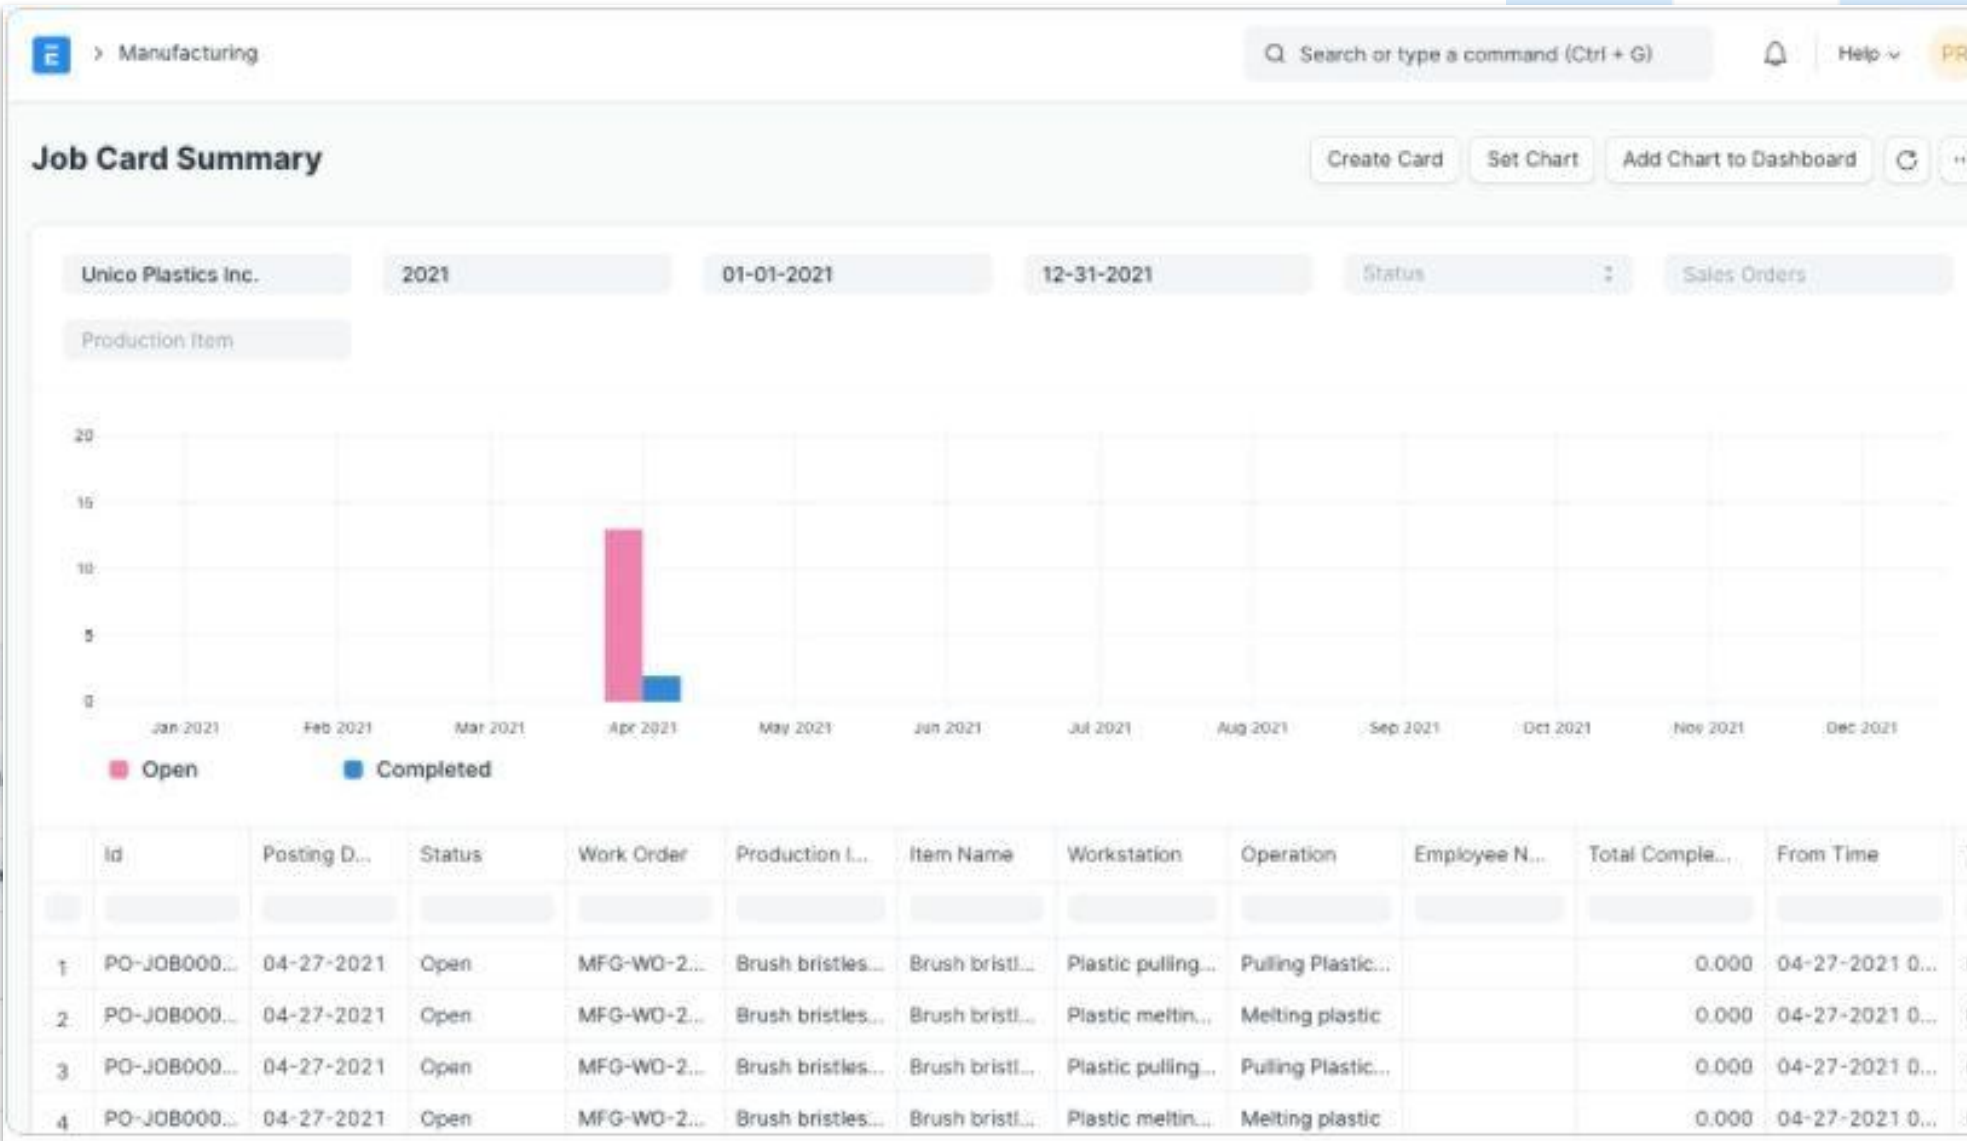 E > Manufacturing Search or type a command (Ctrl + G) Help PR
Job Card Summary Create Card Set Chart Add Chart to Dashboard
Unico Plastics Inc. 2021 01-01-2021 12-31-2021 Status Sales Orders
Production Item
20
15
10
5
0
Jan 2021 Feb 2021 Mar 2021 Apr 2021 May 2021 Jun 2021 Jul 2021 Aug 2021 Sep 2021 Oct 2021 Nov 2021 Dec 2021
Open Completed
Id Posting D... Status Work Order Production I... Item Name Workstation Operation Employee N... Total Comple... From Time
1 PO-JOB000... 04-27-2021 Open MFG-WO-2... Brush bristles... Brush bristl... Plastic pulling... Pulling Plastic... 0.000 04-27-2021 0...
2 PO-JOB000... 04-27-2021 Open MFG-WO-2... Brush bristles... Brush bristl... Plastic meltin... Melting plastic 0.000 04-27-2021 0...
3 PO-JOB000... 04-27-2021 Open MFG-WO-2... Brush bristles... Brush bristl... Plastic pulling... Pulling Plastic... 0.000 04-27-2021 0...
4 PO-JOB000... 04-27-2021 Open MFG-WO-2... Brush bristles... Brush bristl... Plastic meltin... Melting plastic 0.000 04-27-2021 0...